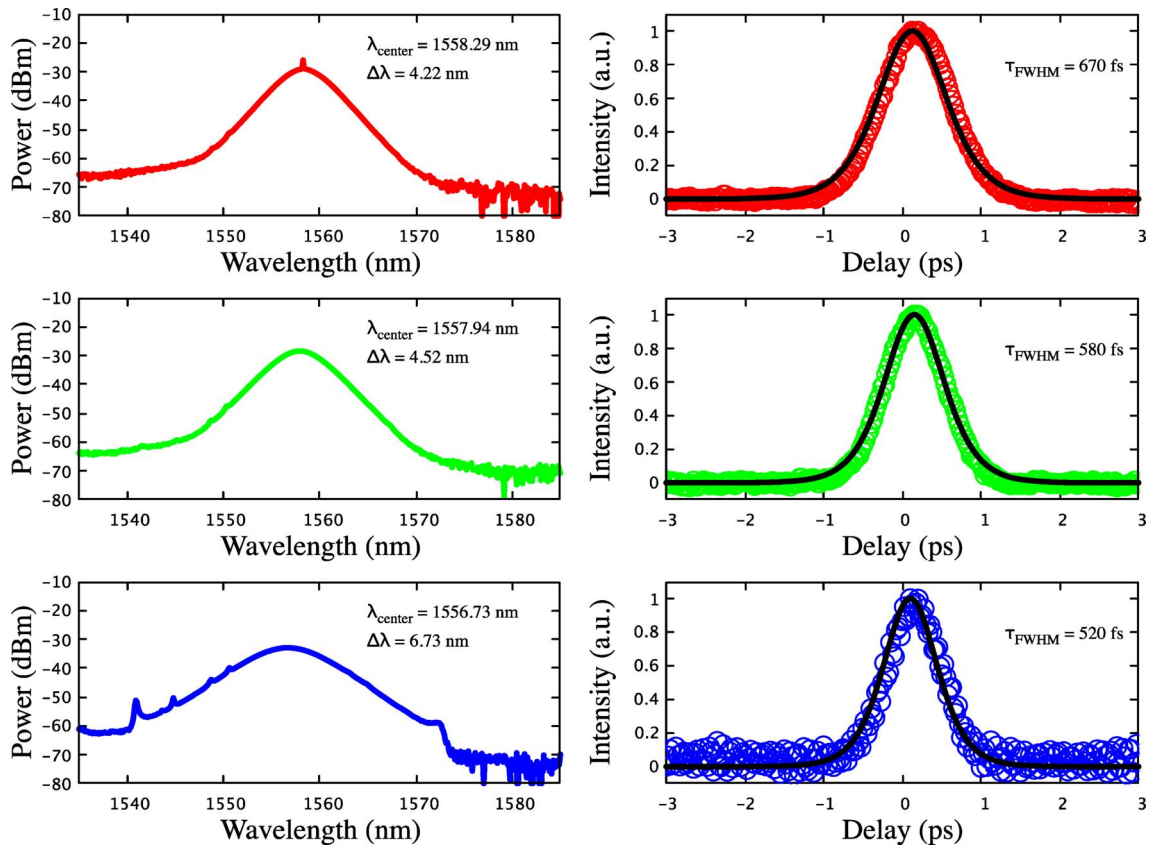 -10
-20
-30
-40
-50
-60
-70
-80
Power (dBm)
λcenter = 1558.29 nm
Δλ = 4.22 nm
1540 1550 1560 1570 1580
Wavelength (nm)
1
0.8
0.6
0.4
0.2
0
Intensity (a.u.)
τFWHM = 670 fs
-3 -2 -1 0 1 2 3
Delay (ps)
-10
-20
-30
-40
-50
-60
-70
-80
Power (dBm)
λcenter = 1557.94 nm
Δλ = 4.52 nm
1540 1550 1560 1570 1580
Wavelength (nm)
1
0.8
0.6
0.4
0.2
0
Intensity (a.u.)
τFWHM = 580 fs
-3 -2 -1 0 1 2 3
Delay (ps)
-10
-20
-30
-40
-50
-60
-70
-80
Power (dBm)
λcenter = 1556.73 nm
Δλ = 6.73 nm
1540 1550 1560 1570 1580
Wavelength (nm)
1
0.8
0.6
0.4
0.2
0
Intensity (a.u.)
τFWHM = 520 fs
-3 -2 -1 0 1 2 3
Delay (ps)